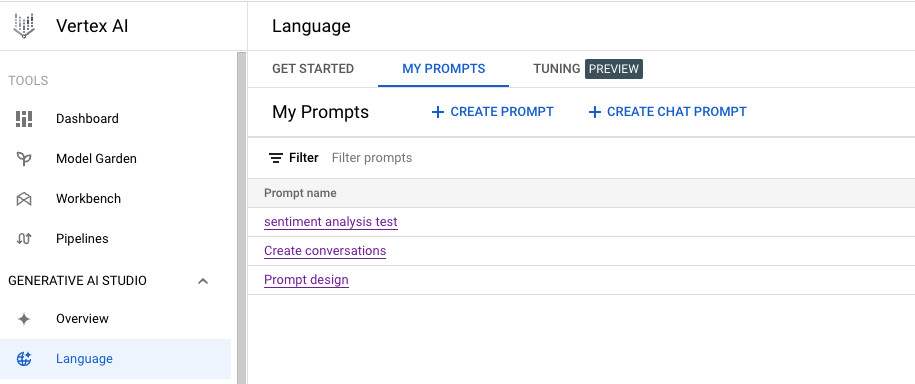 Vertex AI
TOOLS
Dashboard
Model Garden
Workbench
Pipelines
GENERATIVE AI STUDIO
Overview
Language
Language
GET STARTED MY PROMPTS TUNING PREVIEW
My Prompts + CREATE PROMPT + CREATE CHAT PROMPT
Filter Filter prompts
Prompt name
sentiment analysis test
Create conversations
Prompt design